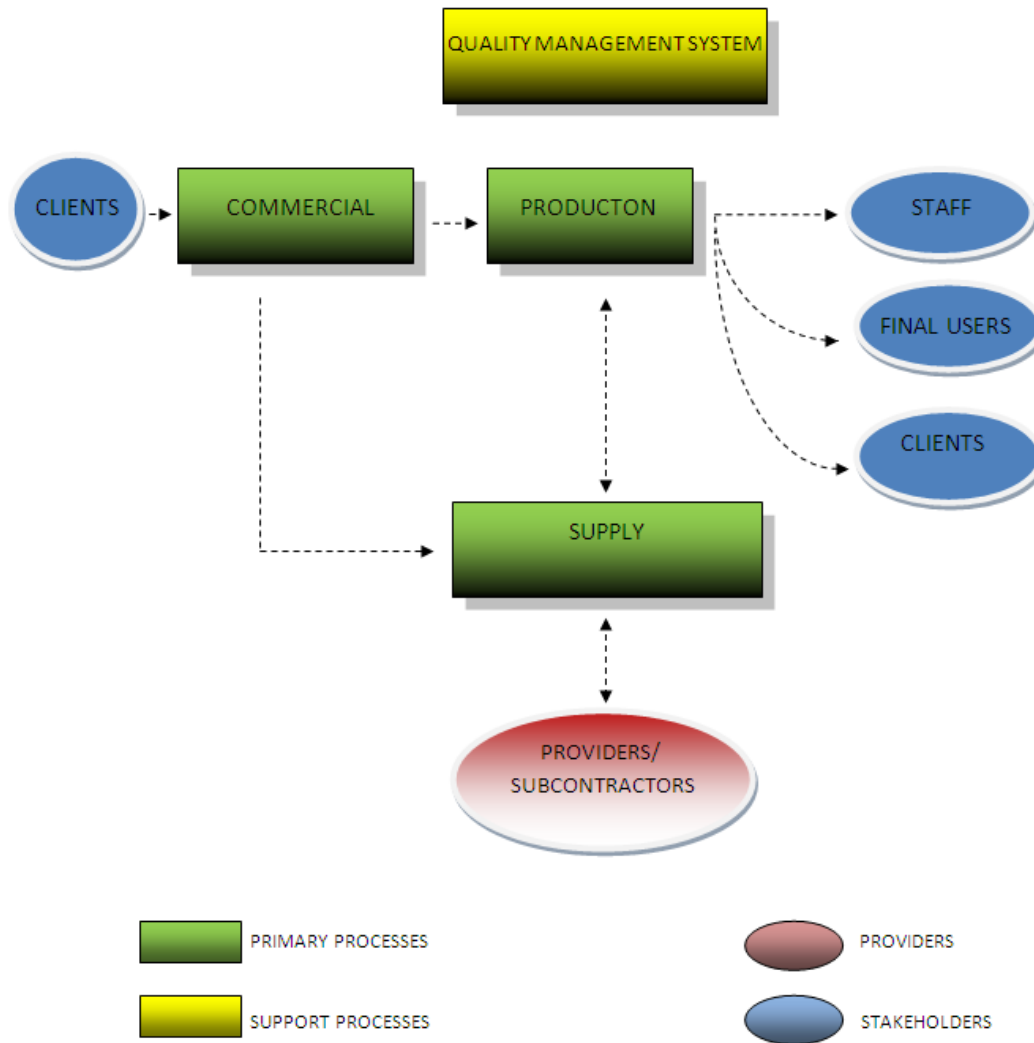 QUALITY MANAGEMENT SYSTEM
CLIENTS
COMMERCIAL
PRODUCTON
STAFF
FINAL USERS
CLIENTS
SUPPLY
PROVIDERS/
SUBCONTRACTORS
PRIMARY PROCESSES
PROVIDERS
SUPPORT PROCESSES
STAKEHOLDERS